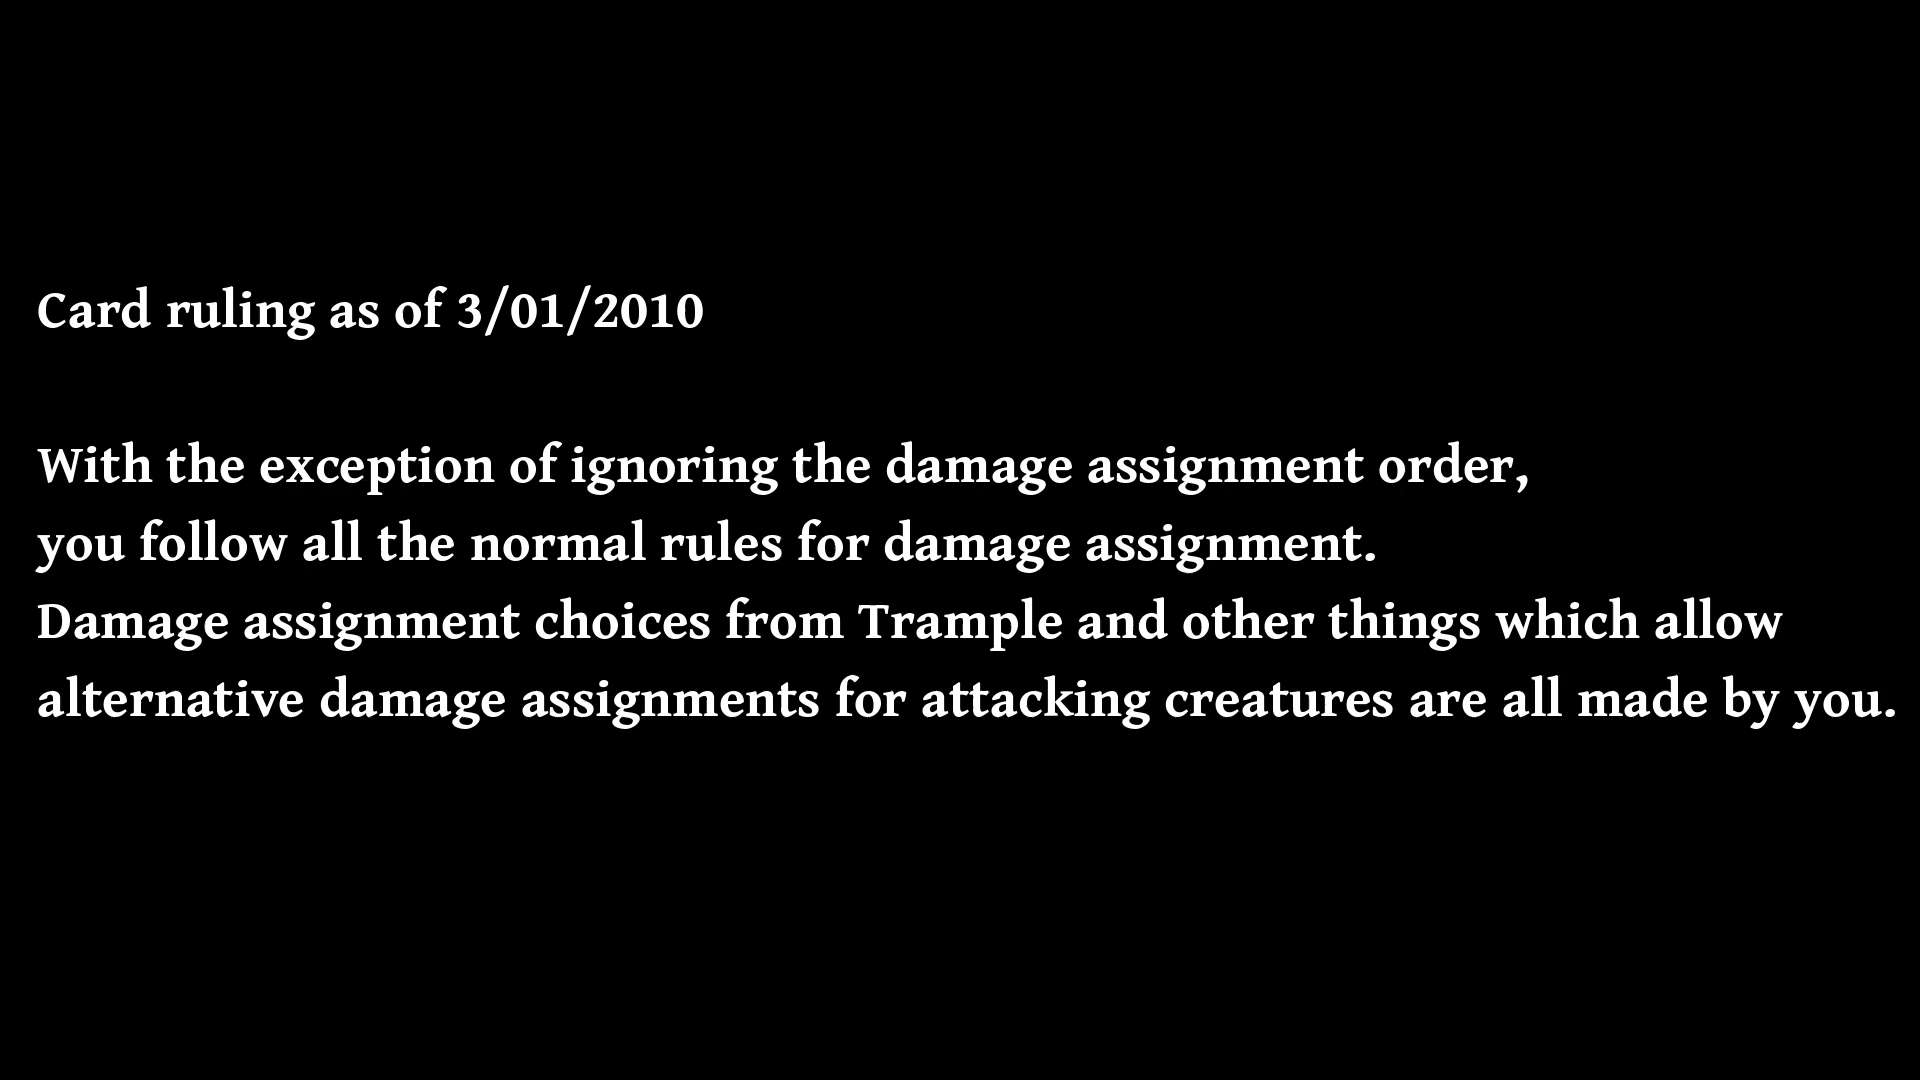 Card ruling as of 3/01/2010
With the exception of ignoring the damage assignment order,
you follow all the normal rules for damage assignment.
Damage assignment choices from Trample and other things which allow
alternative damage assignments for attacking creatures are all made by you.